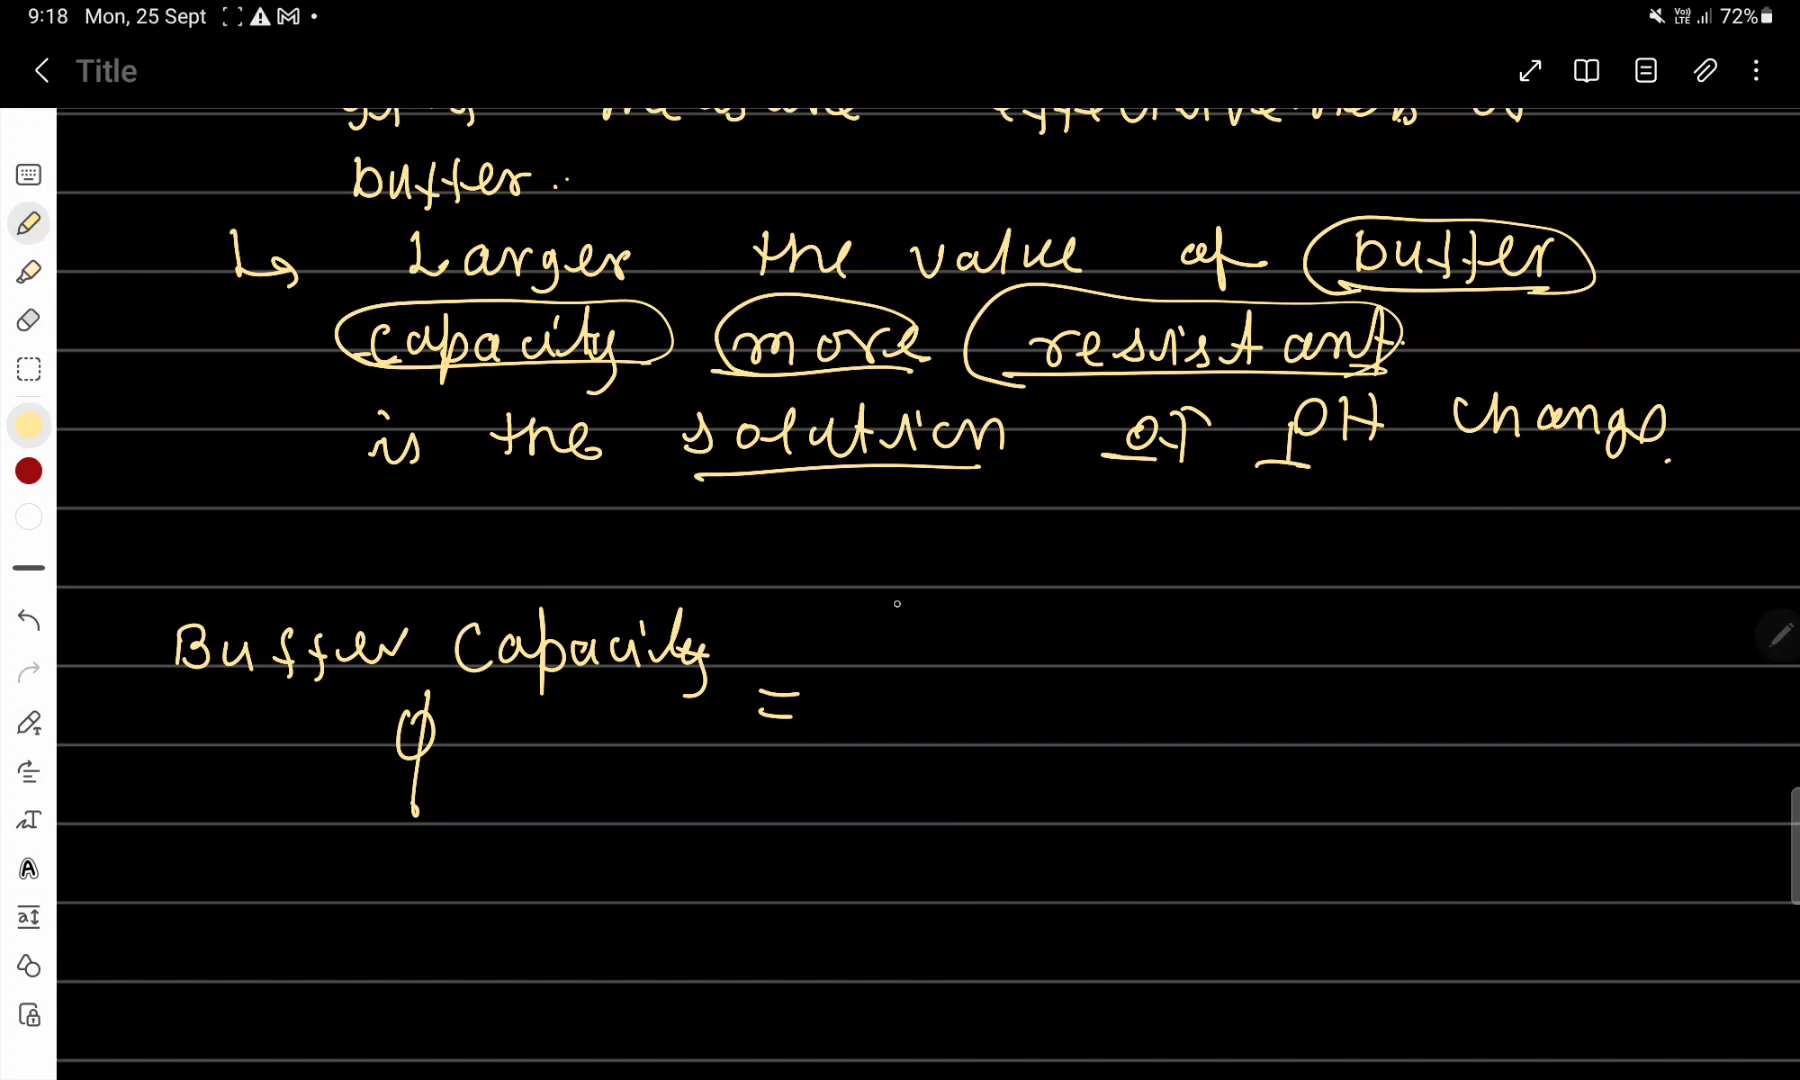 9:18 Mon, 25 Sept 72%
Title
buffer.
↳ Larger the value of buffer
capacity more resistant
is the solution of pH change.
Buffer Capacity =
φ